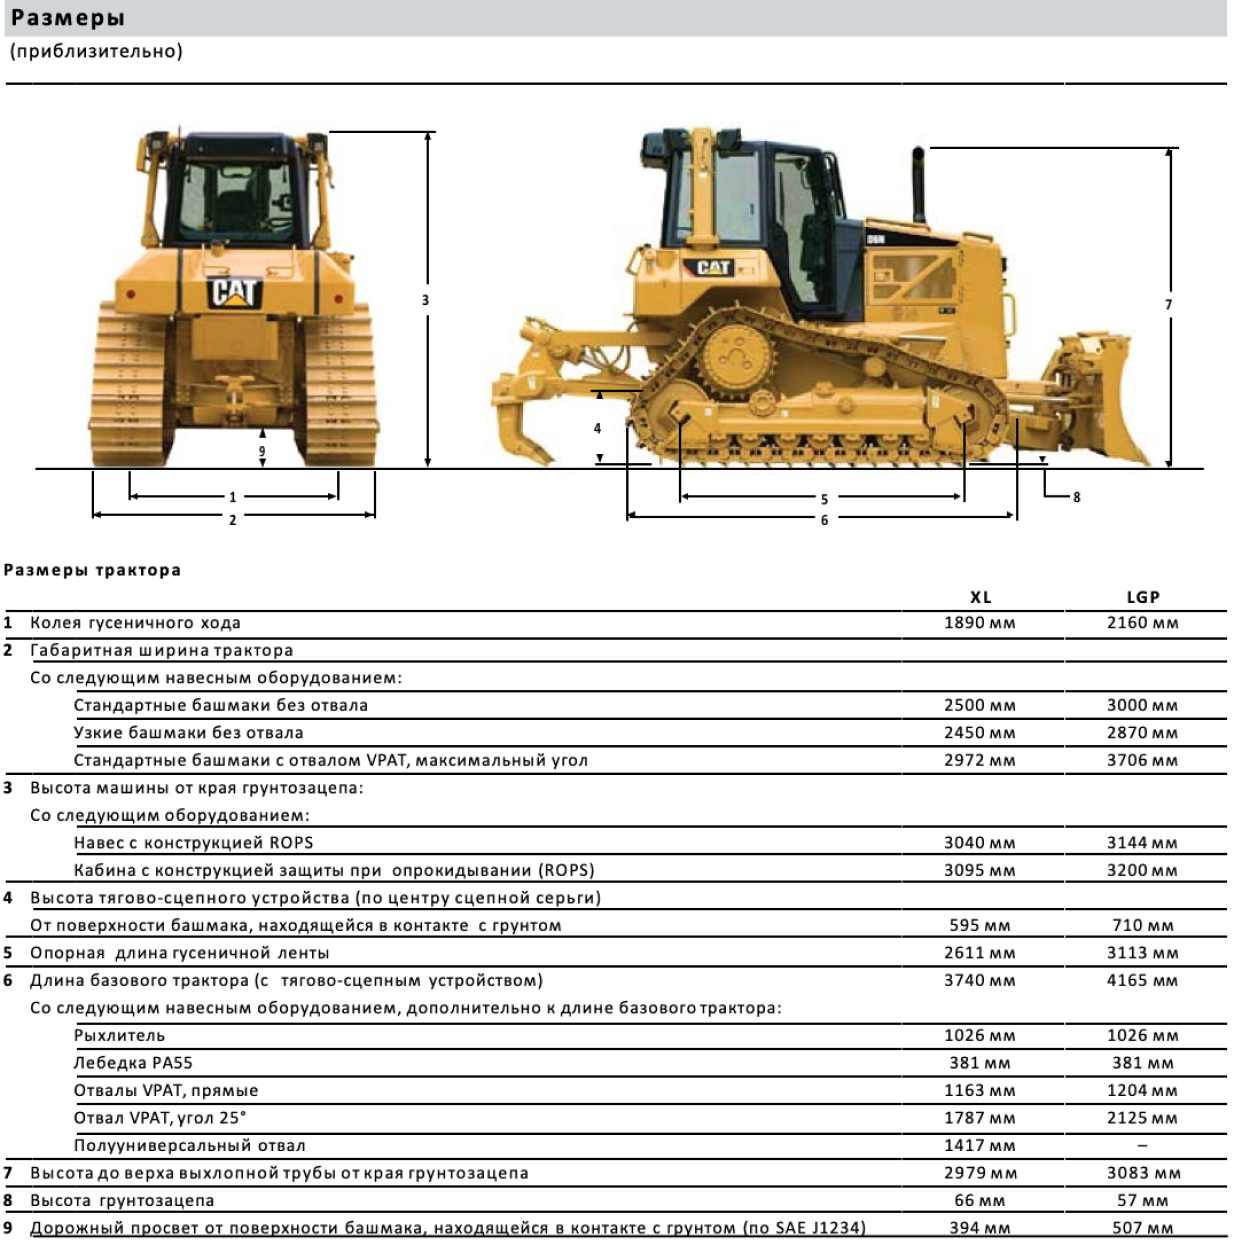 Размеры
(приблизительно)
CAT
3
9
1
2
D6N
CAT
7
4
5
6
8
Размеры трактора
XL LGP
1 Колея гусеничного хода 1890 мм 2160 мм
2 Габаритная ширина трактора
Со следующим навесным оборудованием:
Стандартные башмаки без отвала 2500 мм 3000 мм
Узкие башмаки без отвала 2450 мм 2870 мм
Стандартные башмаки с отвалом VPAT, максимальный угол 2972 мм 3706 мм
3 Высота машины от края грунтозацепа:
Со следующим оборудованием:
Навес с конструкцией ROPS 3040 мм 3144 мм
Кабина с конструкцией защиты при опрокидывании (ROPS) 3095 мм 3200 мм
4 Высота тягово-сцепного устройства (по центру сцепной серьги)
От поверхности башмака, находящейся в контакте с грунтом 595 мм 710 мм
5 Опорная длина гусеничной ленты 2611 мм 3113 мм
6 Длина базового трактора (с тягово-сцепным устройством) 3740 мм 4165 мм
Со следующим навесным оборудованием, дополнительно к длине базового трактора:
Рыхлитель 1026 мм 1026 мм
Лебедка PA55 381 мм 381 мм
Отвалы VPAT, прямые 1163 мм 1204 мм
Отвал VPAT, угол 25° 1787 мм 2125 мм
Полууниверсальный отвал 1417 мм –
7 Высота до верха выхлопной трубы от края грунтозацепа 2979 мм 3083 мм
8 Высота грунтозацепа 66 мм 57 мм
9 Дорожный просвет от поверхности башмака, находящейся в контакте с грунтом (по SAE J1234) 394 мм 507 мм